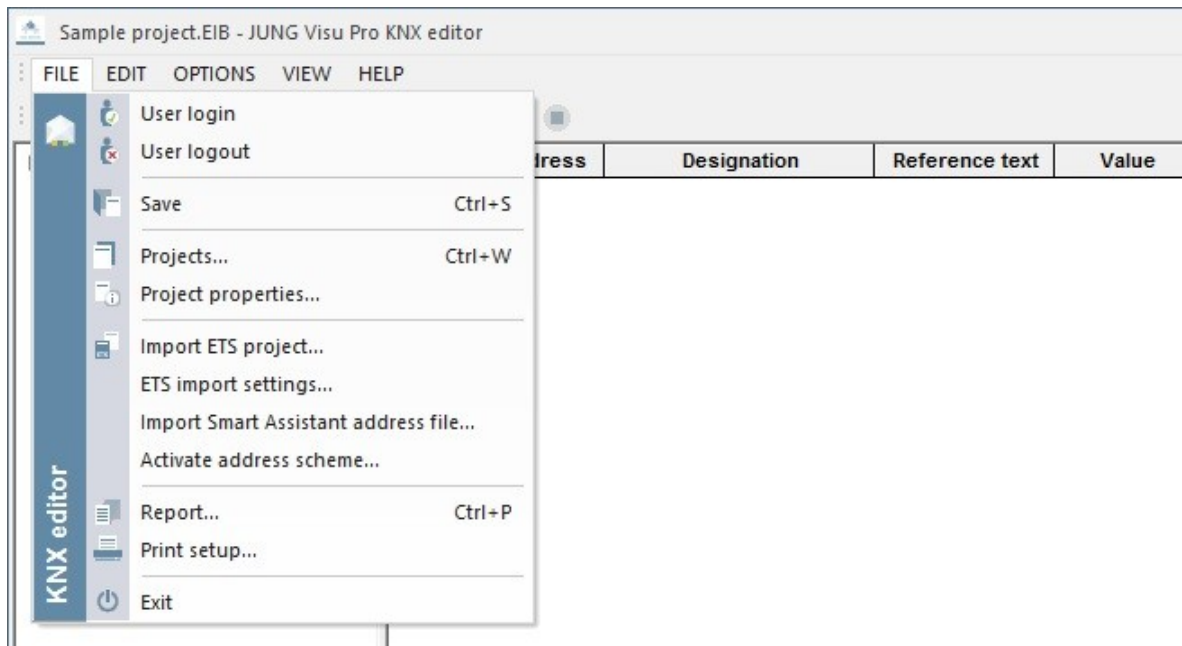 Sample project.EIB - JUNG Visu Pro KNX editor
FILE EDIT OPTIONS VIEW HELP
User login
User logout
Save Ctrl+S
Projects... Ctrl+W
Project properties...
Import ETS project...
ETS import settings...
Import Smart Assistant address file...
Activate address scheme...
Report... Ctrl+P
Print setup...
Exit
KNX editor
dress Designation Reference text Value